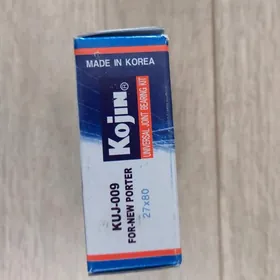 MADE IN KOREA
Kojin®
UNIVERSAL JOINT BEARING KIT
KUJ-009
FOR-NEW PORTER
27x80